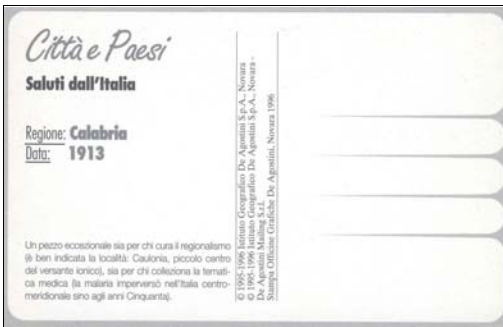 Città e Paesi
Saluti dall'Italia
Regione: Calabria
Data: 1913
Un pezzo eccezionale sia per chi cura il regionalismo
(è ben indicata la località: Caulonia, piccolo centro
del versante ionico), sia per chi colleziona la temati-
ca medica (la malaria imperversò nell'Italia centro-
meridionale sino agli anni Cinquanta).
© 1995-1996 Istituto Geografico De Agostini S.p.A., Novara
© 1995-1996 Istituto Geografico De Agostini S.p.A., Novara -
De Agostini Mailing S.r.l.
Stampa Officine Grafiche De Agostini, Novara 1996